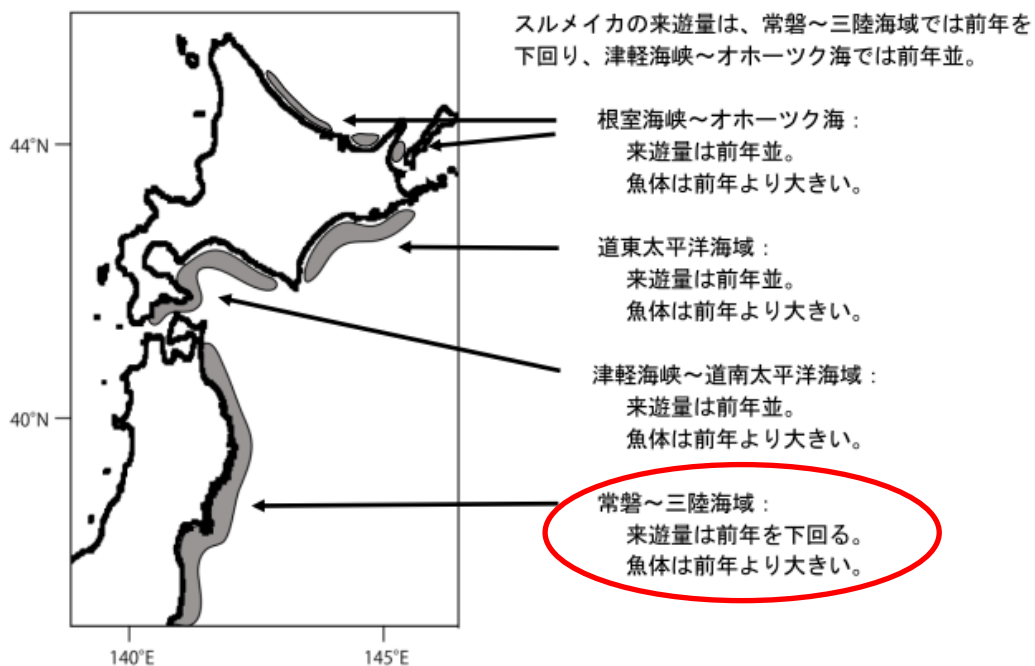 スルメイカの来遊量は、常磐～三陸海域では前年を
下回り、津軽海峡～オホーツク海では前年並。
根室海峡～オホーツク海：
来遊量は前年並。
魚体は前年より大きい。
道東太平洋海域：
来遊量は前年並。
魚体は前年より大きい。
津軽海峡～道南太平洋海域：
来遊量は前年並。
魚体は前年より大きい。
常磐～三陸海域：
来遊量は前年を下回る。
魚体は前年より大きい。
44°N
40°N
140°E
145°E